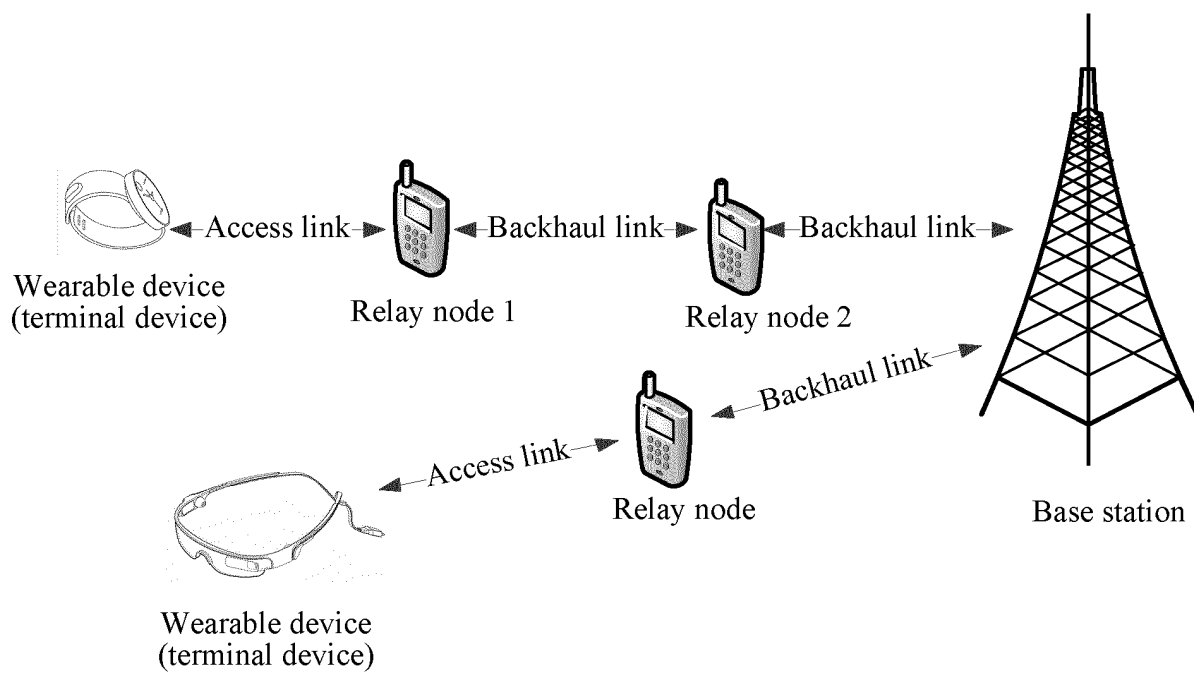 Access link
Backhaul link
Backhaul link
Wearable device
(terminal device)
Relay node 1
Relay node 2
Backhaul link
Access link
Relay node
Base station
Wearable device
(terminal device)